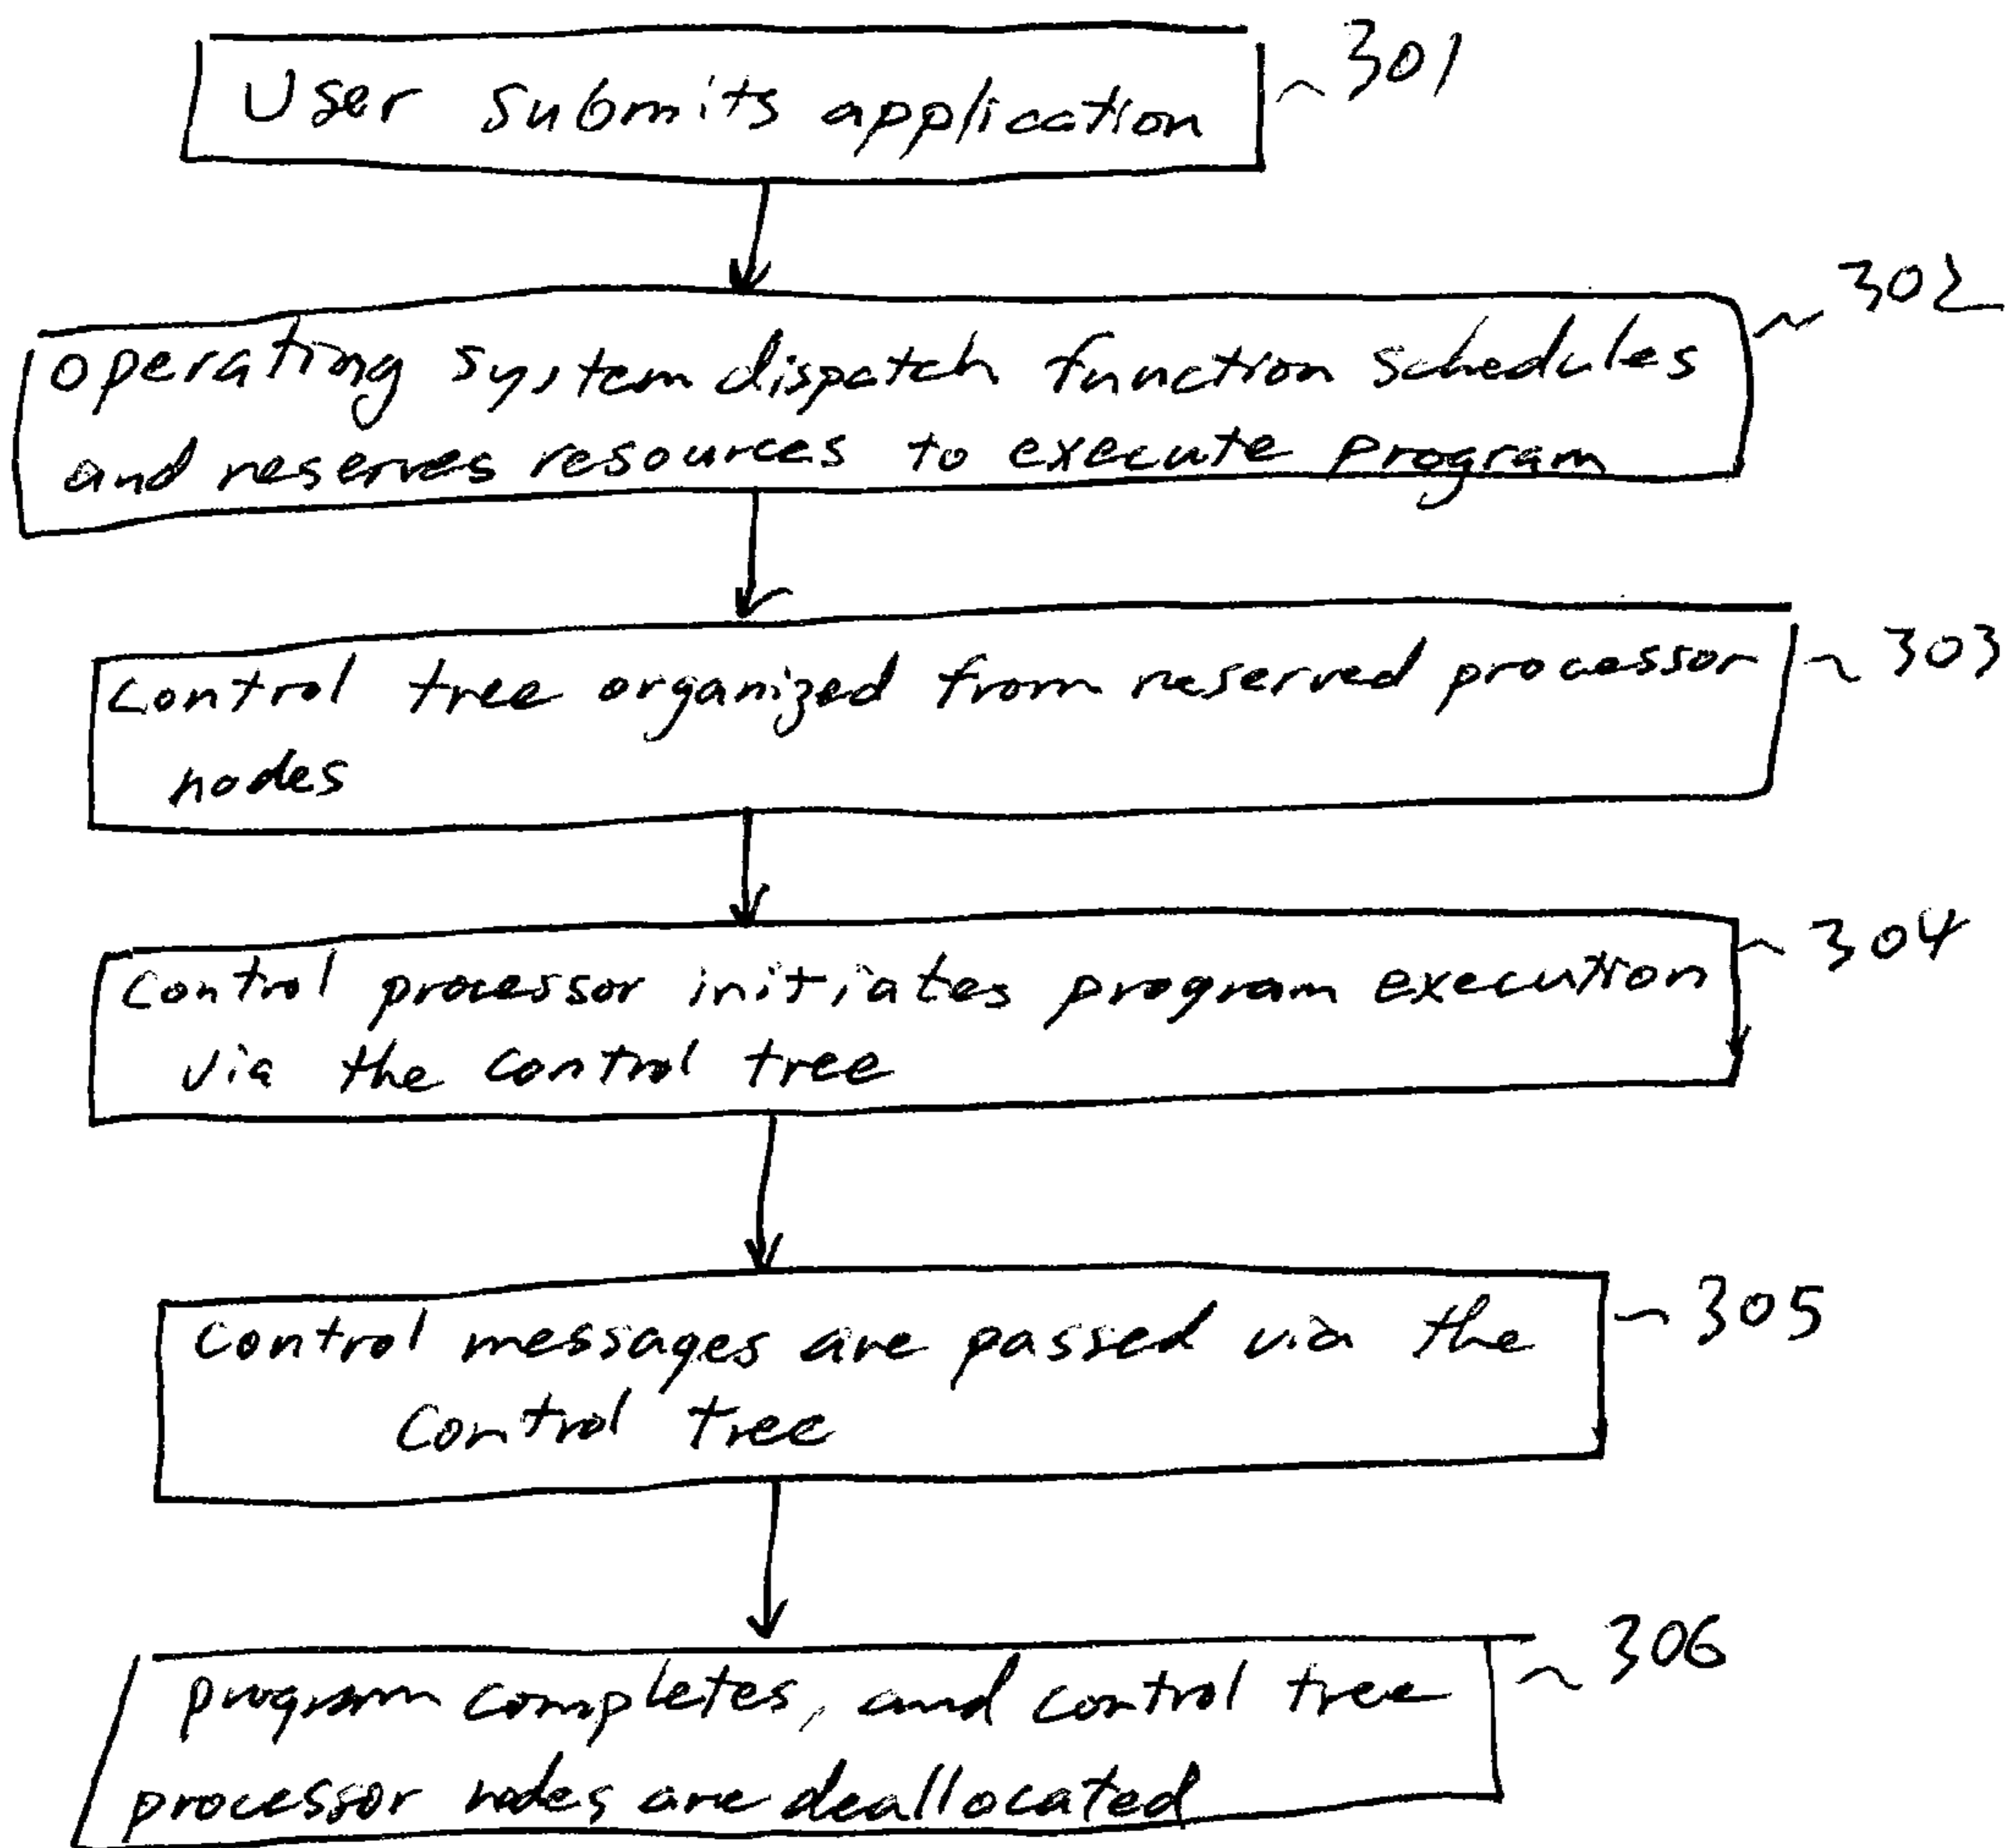 User submits application
~301
~302
operating system dispatch function schedules
and reserves resources to execute program
control tree organized from reserved processor
~303
nodes
control processor initiates program execution
~304
via the control tree
control messages are passed via the
~305
control tree
~306
program completes, and control tree
processor nodes are deallocated